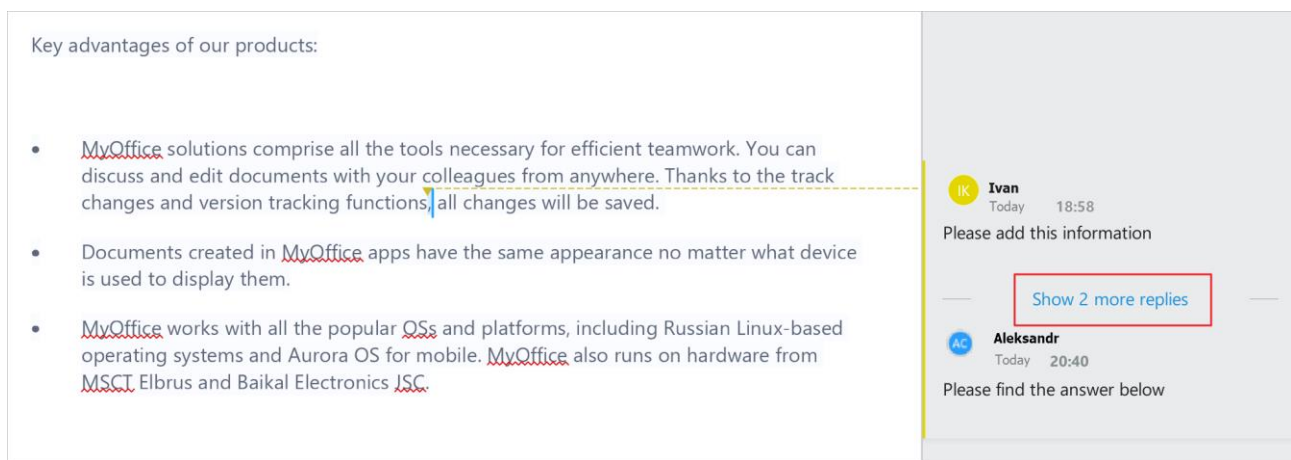 Key advantages of our products:
• MyOffice solutions comprise all the tools necessary for efficient teamwork. You can
discuss and edit documents with your colleagues from anywhere. Thanks to the track
changes and version tracking functions, all changes will be saved.
• Documents created in MyOffice apps have the same appearance no matter what device
is used to display them.
• MyOffice works with all the popular OSs and platforms, including Russian Linux-based
operating systems and Aurora OS for mobile. MyOffice also runs on hardware from
MSCT Elbrus and Baikal Electronics JSC.
IK Ivan
Today 18:58
Please add this information
Show 2 more replies
AC Aleksandr
Today 20:40
Please find the answer below